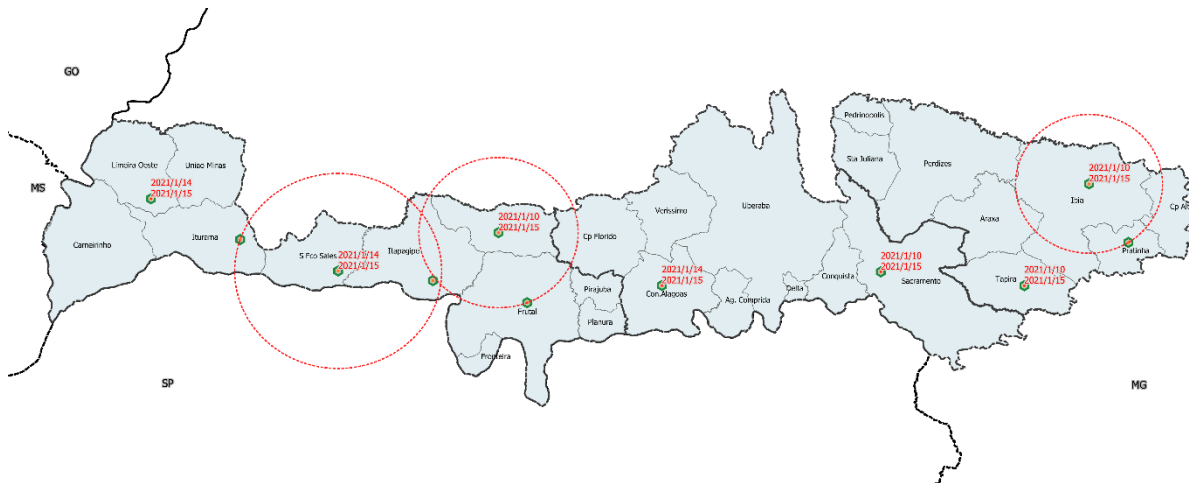 GO
MS
SP
MG
Limeira Oeste
Uniao Minas
2021/1/14
2021/1/15
Carneirinho
Iturama
S Fco Sales
2021/1/14
2021/1/15
Itapagipe
2021/1/10
2021/1/15
Frutal
Fronteira
Cp Florido
Pirajuba
Planura
Verissimo
2021/1/14
2021/1/15
Con.Alagoas
Uberaba
Ag. Comprida
Delta
Conquista
2021/1/10
2021/1/15
Sacramento
Pedrinopolis
Sta Juliana
Perdizes
Araxa
2021/1/10
2021/1/15
Tapira
2021/1/10
2021/1/15
Ibia
Pratinha